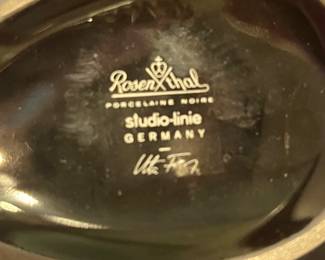 Rosenthal
PORCELAINE NOIRE
studio-linie
GERMANY